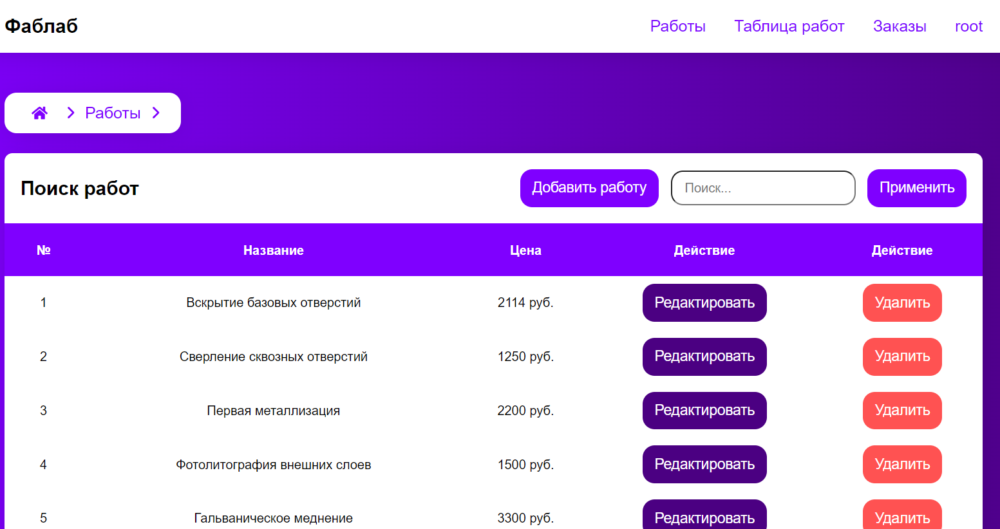 Фаблаб Работы Таблица работ Заказы root
Работы
Поиск работ Добавить работу Поиск... Применить
№ Название Цена Действие Действие
1 Вскрытие базовых отверстий 2114 руб. Редактировать Удалить
2 Сверление сквозных отверстий 1250 руб. Редактировать Удалить
3 Первая металлизация 2200 руб. Редактировать Удалить
4 Фотолитография внешних слоев 1500 руб. Редактировать Удалить
5 Гальваническое меднение 3300 руб. Редактировать Удалить